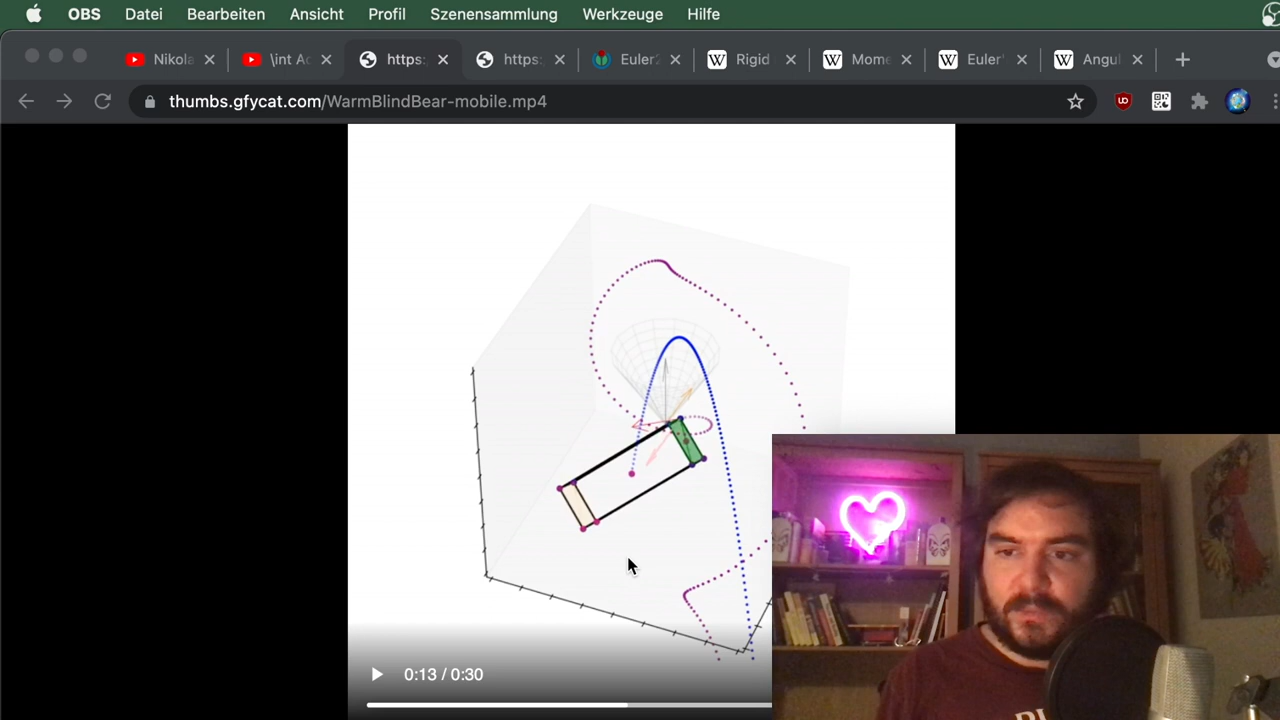 OBS Datei Bearbeiten Ansicht Profil Szenensammlung Werkzeuge Hilfe
Nikola \int Ac https: https: Euler2 Rigid Mome Euler' Angul
thumbs.gfycat.com/WarmBlindBear-mobile.mp4
0:13 / 0:30